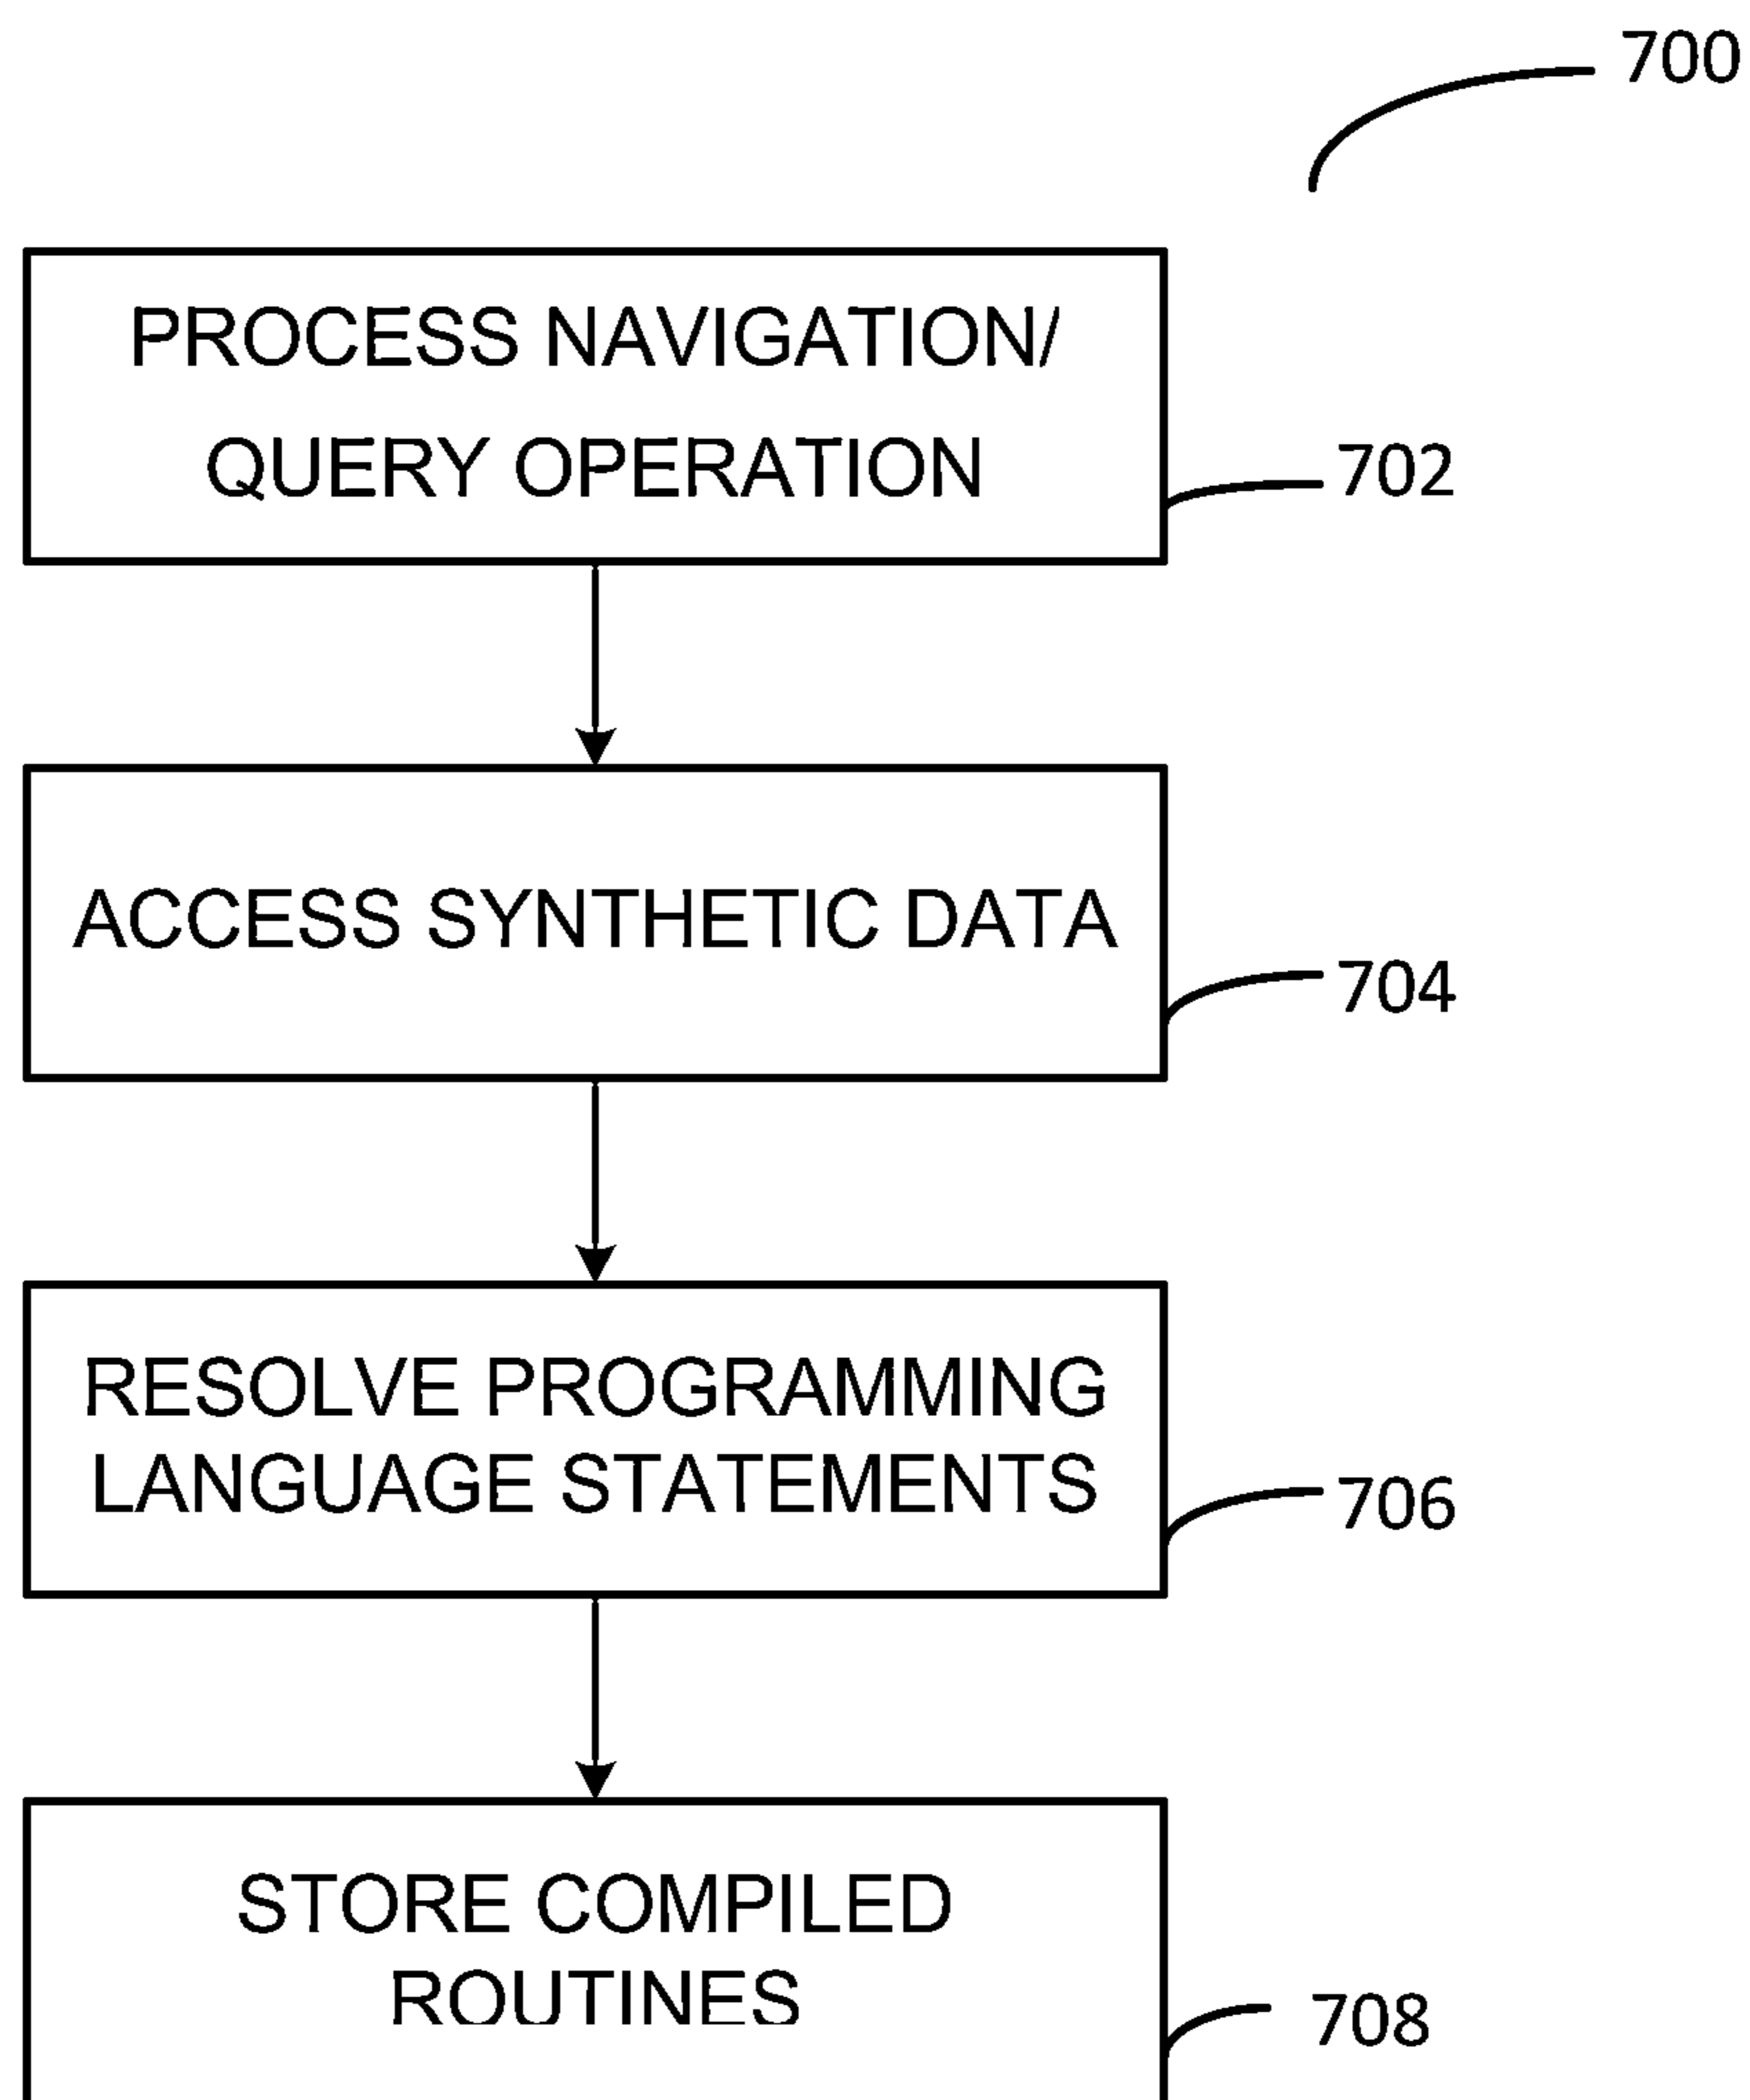 700
PROCESS NAVIGATION/
QUERY OPERATION
702
ACCESS SYNTHETIC DATA
704
RESOLVE PROGRAMMING
LANGUAGE STATEMENTS
706
STORE COMPILED
ROUTINES
708